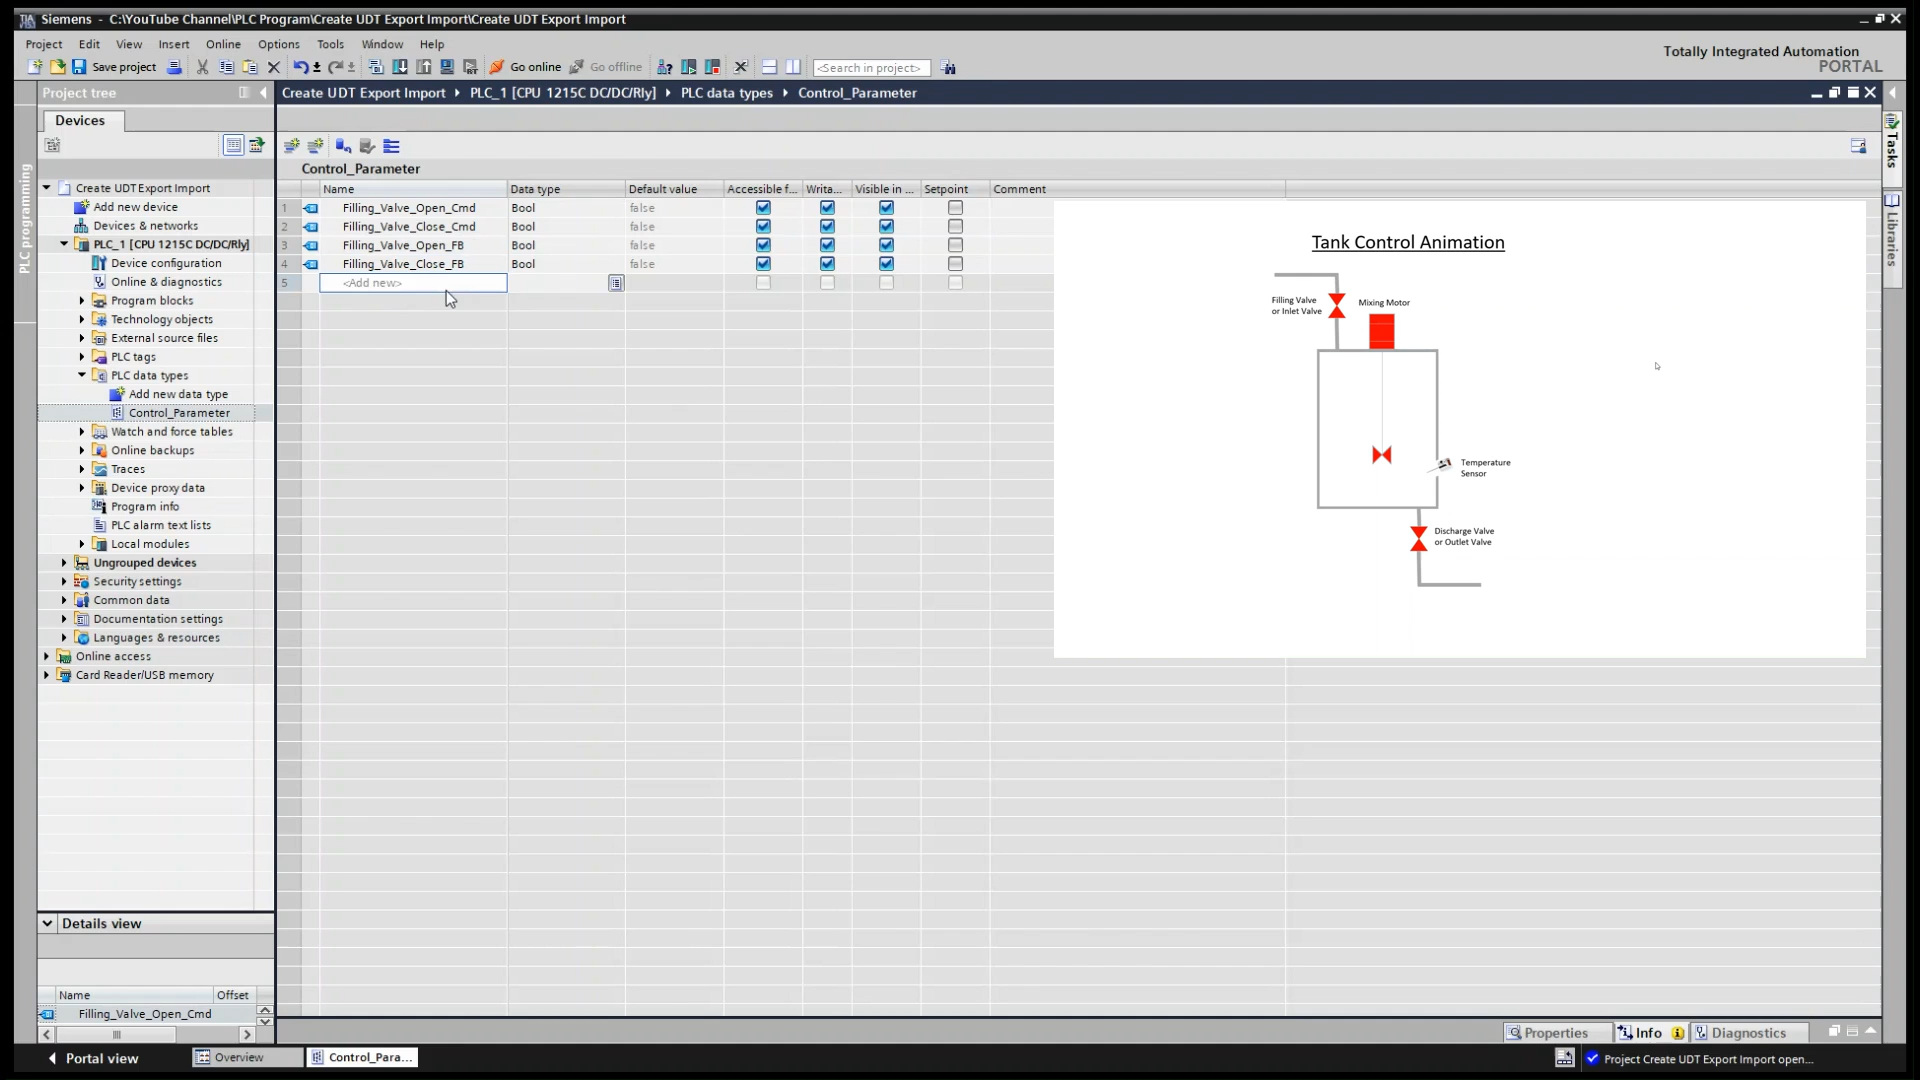 Siemens - C:\YouTube Channel\PLC Program\Create UDT Export Import\Create UDT Export Import
Project Edit View Insert Online Options Tools Window Help
Totally Integrated Automation
PORTAL
Save project Go online Go offline <Search in project>
Project tree
Create UDT Export Import PLC_1 [CPU 1215C DC/DC/Rly] PLC data types Control_Parameter
Devices
PLC programming
Tasks
Libraries
Create UDT Export Import
Add new device
Devices & networks
PLC_1 [CPU 1215C DC/DC/Rly]
Device configuration
Online & diagnostics
Program blocks
Technology objects
External source files
PLC tags
PLC data types
Add new data type
Control_Parameter
Watch and force tables
Online backups
Traces
Device proxy data
Program info
PLC alarm text lists
Local modules
Ungrouped devices
Security settings
Common data
Documentation settings
Languages & resources
Online access
Card Reader/USB memory
Control_Parameter
Name Data type Default value Accessible f... Writa... Visible in ... Setpoint Comment
1 Filling_Valve_Open_Cmd Bool false
2 Filling_Valve_Close_Cmd Bool false
3 Filling_Valve_Open_FB Bool false
4 Filling_Valve_Close_FB Bool false
5 <Add new>
Tank Control Animation
Filling Valve
or Inlet Valve
Mixing Motor
Temperature
Sensor
Discharge Valve
or Outlet Valve
Details view
Name Offset
Filling_Valve_Open_Cmd
Properties Info Diagnostics
Portal view Overview Control_Para... Project Create UDT Export Import open...